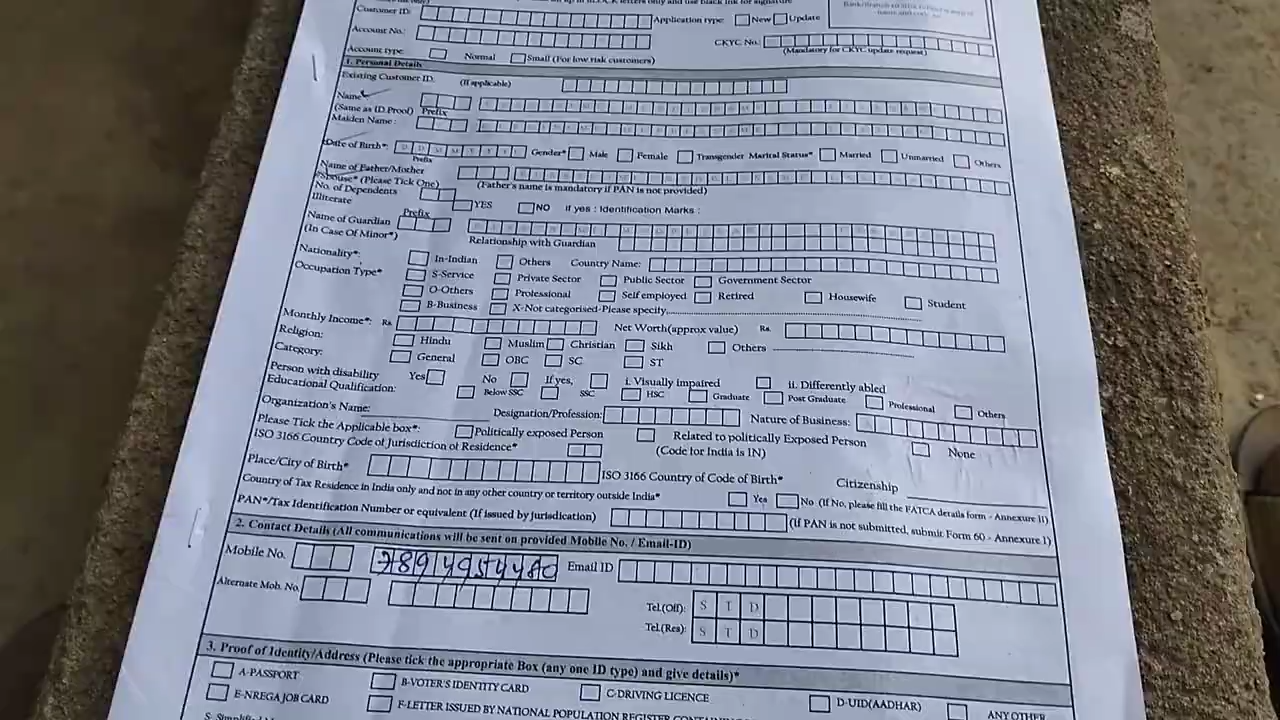 Customer ID: Application type: New Update
Account No.: CKYC No.
(Mandatory for CKYC update request)
Account type: Normal Small (For low risk customers)
1. Personal Details
Existing Customer ID: (If applicable)
Name*
(Same as ID Proof) Prefix
Maiden Name :
Date of Birth*: D D M M Y Y Y Y Gender* Male Female Transgender Marital Status* Married Unmarried Others
Prefix
Name of Father/Mother
Spouse* (Please Tick One) (Father's name is mandatory if PAN is not provided)
No. of Dependents
Illiterate YES NO if yes : Identification Marks :
Name of Guardian Prefix
(In Case Of Minor*) Relationship with Guardian
Nationality*: In-Indian Others Country Name:
Occupation Type* S-Service Private Sector Public Sector Government Sector
O-Others Professional Self employed Retired Housewife Student
B-Business X-Not categorised-Please specify
Monthly Income*: Rs. Net Worth(approx value) Rs.
Religion: Hindu Muslim Christian Sikh Others
Category: General OBC SC ST
Person with disability Yes No If yes, i. Visually impaired ii. Differently abled
Educational Qualification: Below SSC SSC HSC Graduate Post Graduate Professional Others
Organization's Name: Designation/Profession: Nature of Business:
Please Tick the Applicable box*: Politically exposed Person Related to politically Exposed Person None
ISO 3166 Country Code of Jurisdiction of Residence* (Code for India is IN)
Place/City of Birth* ISO 3166 Country of Code of Birth* Citizenship
Country of Tax Residence in India only and not in any other country or territory outside India* Yes No (If No, please fill the FATCA details form - Annexure II)
PAN*/Tax Identification Number or equivalent (If issued by Jurisdication) (if PAN is not submitted, submit Form 60 - Annexure I)
2. Contact Details (All communications will be sent on provided Mobile No. / Email-ID)
Mobile No. Email ID
Alternate Mob. No. Tel.(Off): S T D
Tel.(Res): S T D
3. Proof of Identity/Address (Please tick the appropriate Box (any one ID type) and give details)*
A-PASSPORT B-VOTER'S IDENTITY CARD C-DRIVING LICENCE D-UID(AADHAR) ANY OTHER
E-NREGA JOB CARD F-LETTER ISSUED BY NATIONAL POPULATION REGISTER